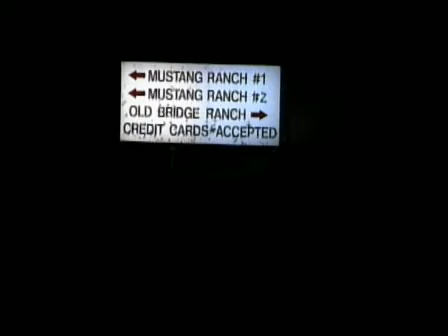 ← MUSTANG RANCH #1
← MUSTANG RANCH #2
OLD BRIDGE RANCH →
CREDIT CARDS ACCEPTED